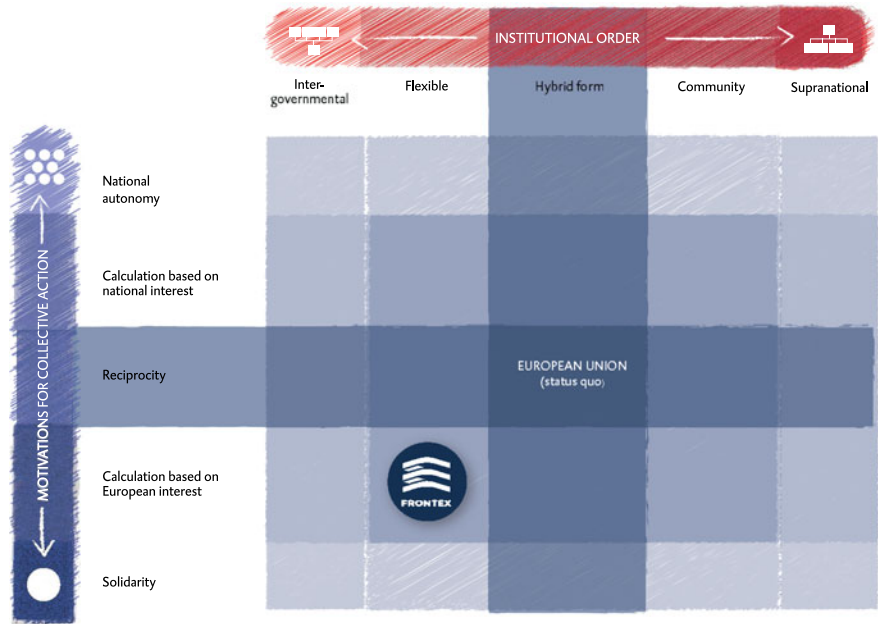 INSTITUTIONAL ORDER
Inter-
governmental
Flexible
Hybrid form
Community
Supranational
MOTIVATIONS FOR COLLECTIVE ACTION
National
autonomy
Calculation based on
national interest
Reciprocity
EUROPEAN UNION
(status quo)
Calculation based on
European interest
FRONTEX
Solidarity